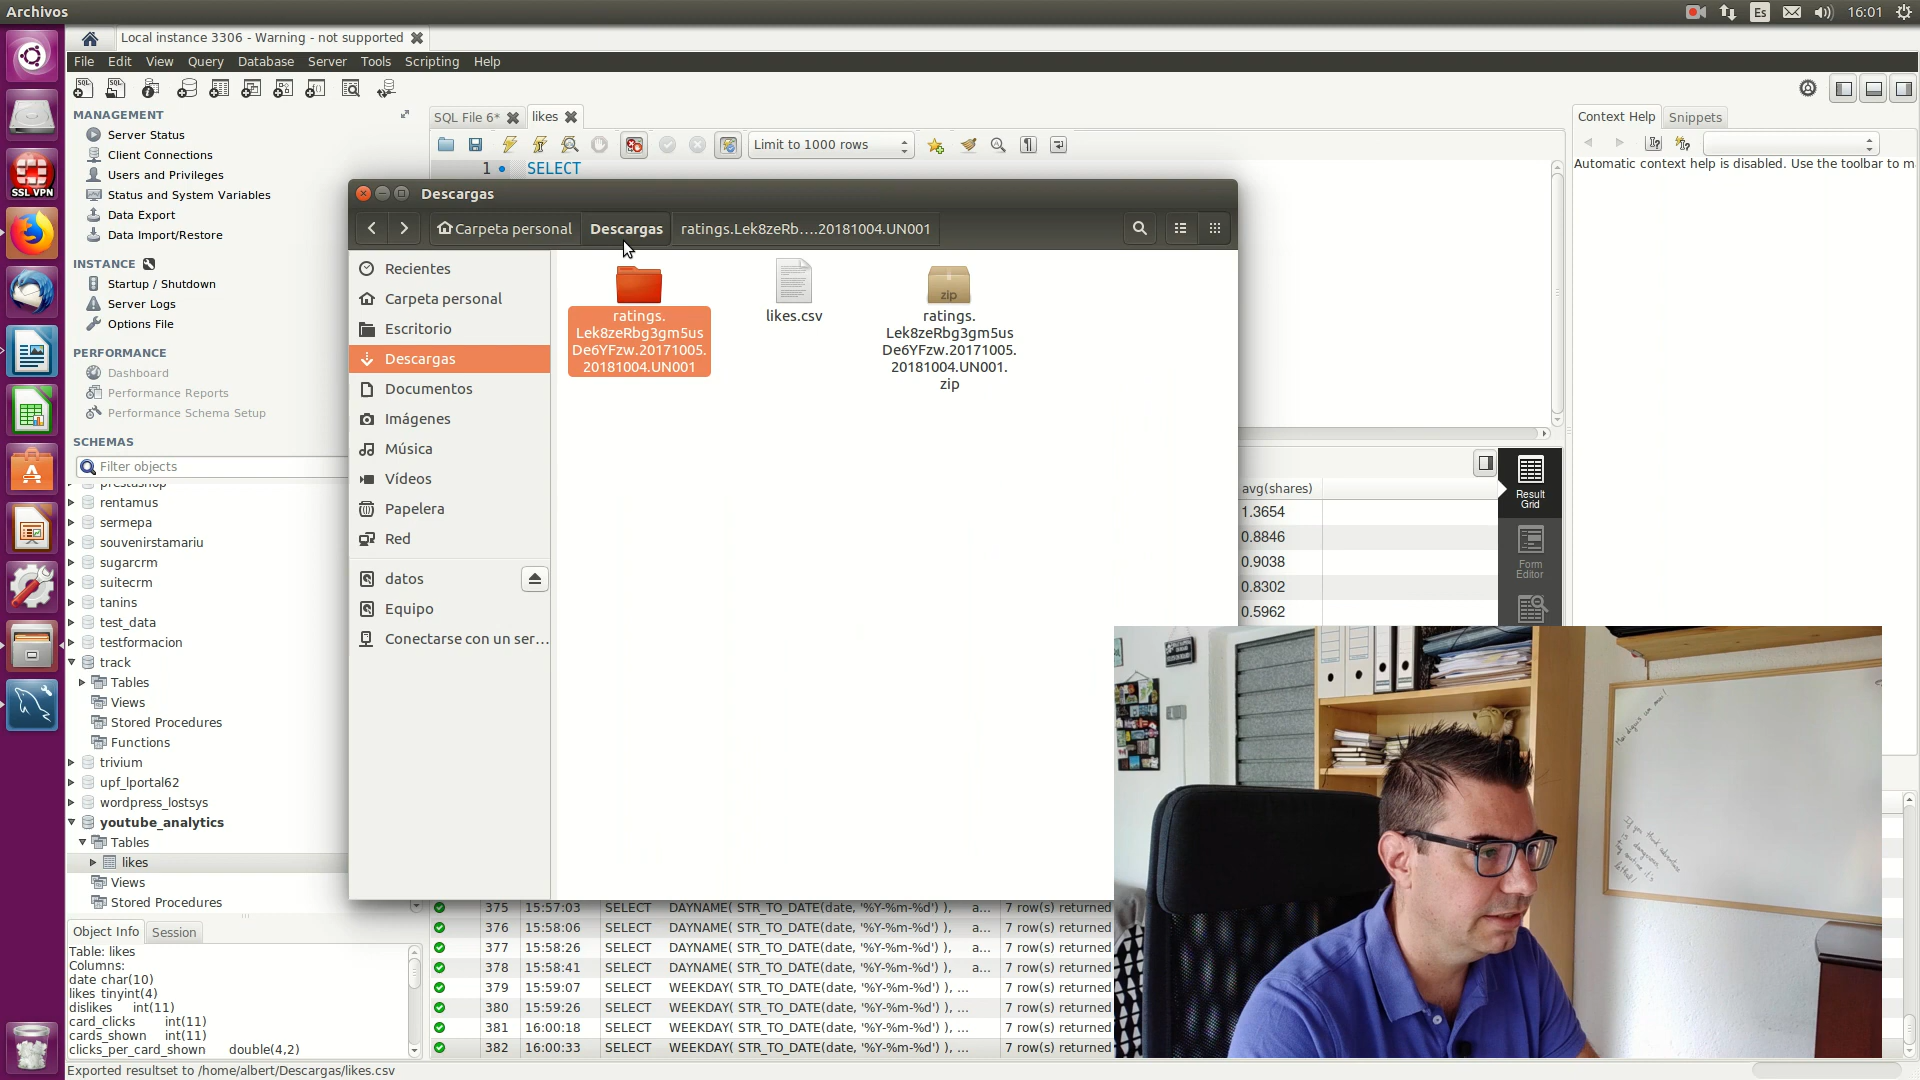 Archivos
Es
16:01
Local instance 3306 - Warning - not supported
File Edit View Query Database Server Tools Scripting Help
MANAGEMENT
Server Status
Client Connections
Users and Privileges
Status and System Variables
Data Export
Data Import/Restore
INSTANCE
Startup / Shutdown
Server Logs
Options File
PERFORMANCE
Dashboard
Performance Reports
Performance Schema Setup
SCHEMAS
Filter objects
prestashop
rentamus
sermepa
souvenirstamariu
sugarcrm
suitecrm
tanins
test_data
testformacion
track
Tables
Views
Stored Procedures
Functions
trivium
upf_lportal62
wordpress_lostsys
youtube_analytics
Tables
likes
Views
Stored Procedures
Object Info Session
Table: likes
Columns:
date char(10)
likes tinyint(4)
dislikes int(11)
card_clicks int(11)
cards_shown int(11)
clicks_per_card_shown double(4,2)
Exported resultset to /home/albert/Descargas/likes.csv
SSL VPN
SQL File 6* likes
Limit to 1000 rows
1 SELECT
Descargas
Carpeta personal Descargas ratings.Lek8zeRb....20181004.UN001
Recientes
Carpeta personal
Escritorio
Descargas
Documentos
Imágenes
Música
Vídeos
Papelera
Red
datos
Equipo
Conectarse con un ser...
ratings.
Lek8zeRbg3gm5us
De6YFzw.20171005.
20181004.UN001
likes.csv
zip
ratings.
Lek8zeRbg3gm5us
De6YFzw.20171005.
20181004.UN001.
zip
Context Help Snippets
Automatic context help is disabled. Use the toolbar to m
avg(shares)
1.3654
0.8846
0.9038
0.8302
0.5962
Result
Grid
Form
Editor
375 15:57:03 SELECT DAYNAME( STR_TO_DATE(date, '%Y-%m-%d') ), a... 7 row(s) returned
376 15:58:06 SELECT DAYNAME( STR_TO_DATE(date, '%Y-%m-%d') ), a... 7 row(s) returned
377 15:58:26 SELECT DAYNAME( STR_TO_DATE(date, '%Y-%m-%d') ), a... 7 row(s) returned
378 15:58:41 SELECT DAYNAME( STR_TO_DATE(date, '%Y-%m-%d') ), a... 7 row(s) returned
379 15:59:07 SELECT WEEKDAY( STR_TO_DATE(date, '%Y-%m-%d') ), ... 7 row(s) returned
380 15:59:26 SELECT WEEKDAY( STR_TO_DATE(date, '%Y-%m-%d') ), ... 7 row(s) returned
381 16:00:18 SELECT WEEKDAY( STR_TO_DATE(date, '%Y-%m-%d') ), ... 7 row(s) returned
382 16:00:33 SELECT WEEKDAY( STR_TO_DATE(date, '%Y-%m-%d') ), ... 7 row(s) returned
If you think adventure
is dangerous,
try routine it's
lethal!